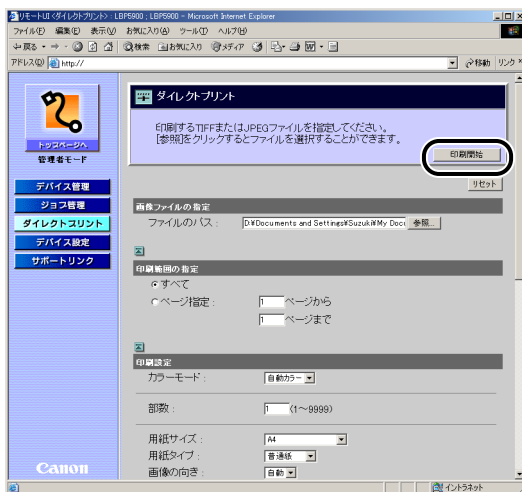 リモートUI <ダイレクトプリント> : LBP5900 ; LBP5900 - Microsoft Internet Explorer
ファイル(F) 編集(E) 表示(V) お気に入り(A) ツール(T) ヘルプ(H)
戻る 検索 お気に入り メディア
アドレス(D) http:// 移動 リンク »
トップページへ
管理者モード
デバイス管理
ジョブ管理
ダイレクトプリント
デバイス設定
サポートリンク
Canon
ダイレクトプリント
印刷するTIFFまたはJPEGファイルを指定してください。
[参照]をクリックするとファイルを選択することができます。
印刷開始
リセット
画像ファイルの指定
ファイルのパス : D:¥Documents and Settings¥Suzuki¥My Docu 参照...
印刷範囲の指定
すべて
ページ指定 : 1 ページから
1 ページまで
印刷設定
カラーモード : 自動カラー
部数 : 1 (1～9999)
用紙サイズ : A4
用紙タイプ : 普通紙
画像の向き : 自動
イントラネット